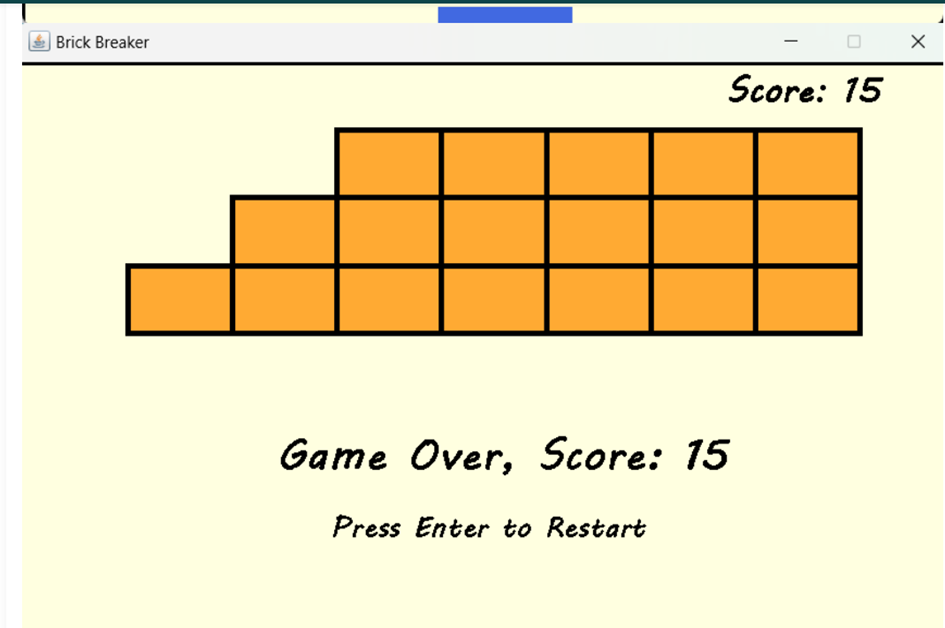 Brick Breaker
Score: 15
Game Over, Score: 15
Press Enter to Restart